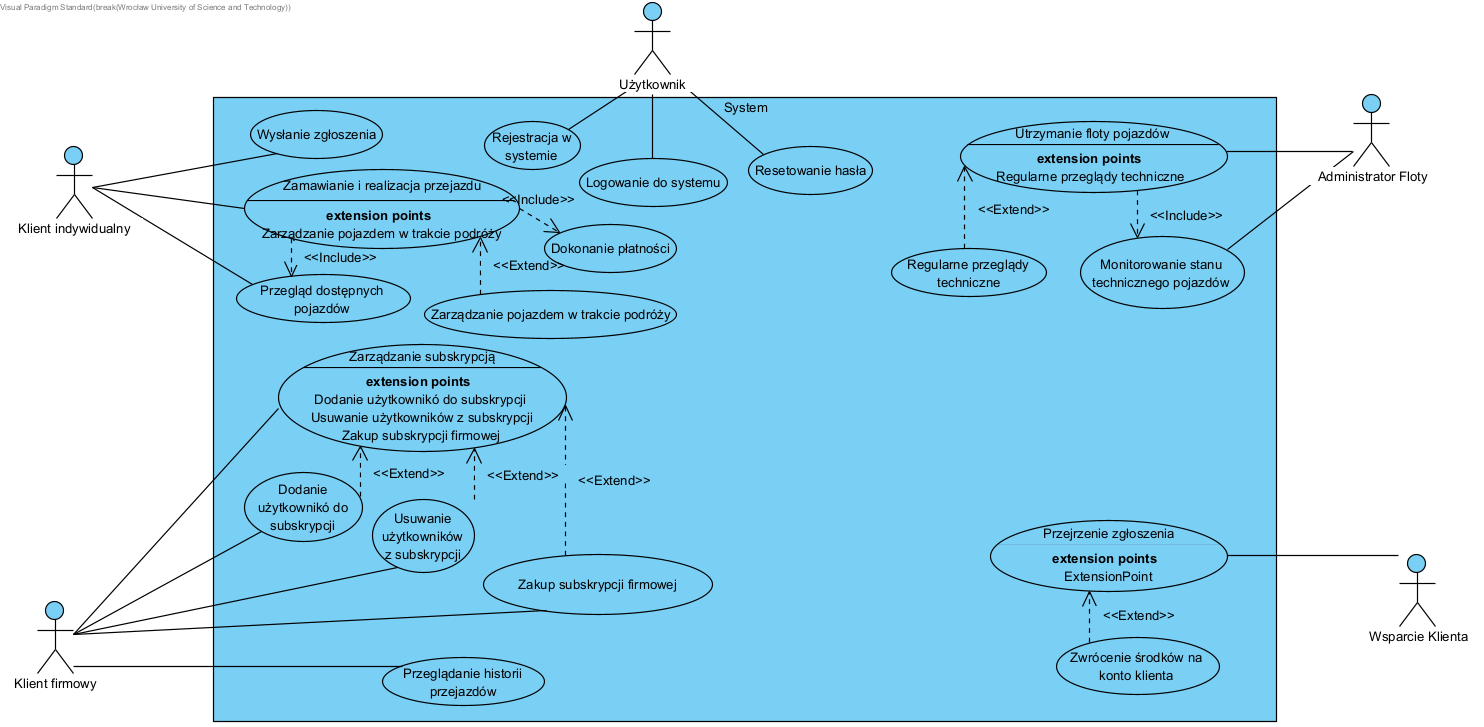 Visual Paradigm Standard(break(Wrocław University of Science and Technology))
Użytkownik
System
Wysłanie zgłoszenia
Rejestracja w
systemie
Logowanie do systemu
Resetowanie hasła
Utrzymanie floty pojazdów
extension points
Regularne przeglądy techniczne
Administrator Floty
Klient indywidualny
Zamawianie i realizacja przejazdu
extension points
Zarządzanie pojazdem w trakcie podróży
<<Include>>
Dokonanie płatności
<<Include>>
<<Extend>>
Przegląd dostępnych
pojazdów
Zarządzanie pojazdem w trakcie podróży
<<Extend>>
<<Include>>
Regularne przeglądy
techniczne
Monitorowanie stanu
technicznego pojazdów
Zarządzanie subskrypcją
extension points
Dodanie użytkownikó do subskrypcji
Usuwanie użytkowników z subskrypcji
Zakup subskrypcji firmowej
<<Extend>>
<<Extend>>
<<Extend>>
Dodanie
użytkownikó do
subskrypcji
Usuwanie
użytkowników
z subskrypcji
Zakup subskrypcji firmowej
Przejrzenie zgłoszenia
extension points
ExtensionPoint
<<Extend>>
Wsparcie Klienta
Zwrócenie środków na
konto klienta
Klient firmowy
Przeglądanie historii
przejazdów